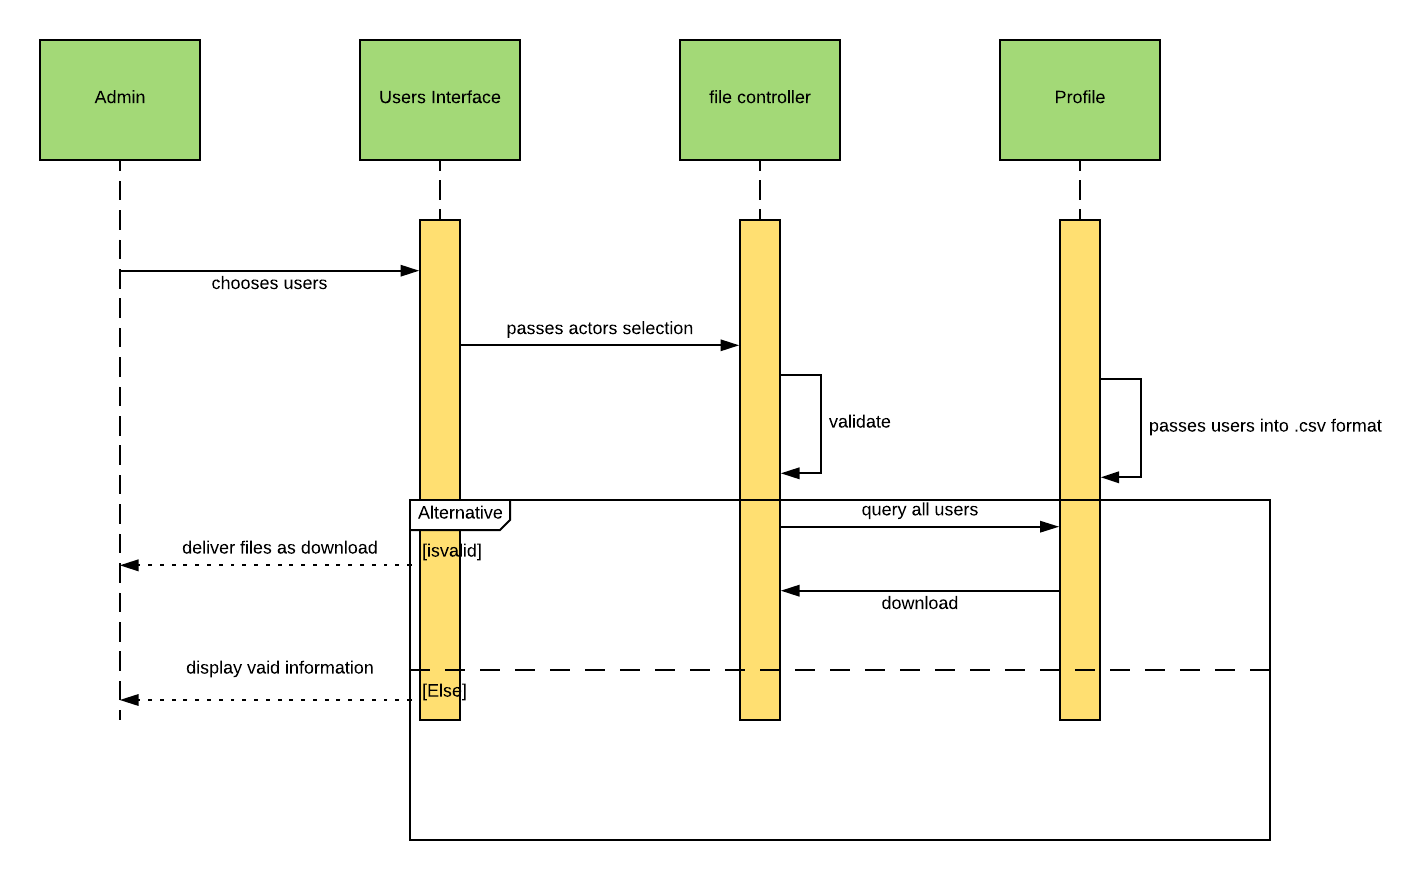 Admin
Users Interface
file controller
Profile
chooses users
passes actors selection
validate
passes users into .csv format
Alternative
query all users
deliver files as download
[isvalid]
download
display vaid information
[Else]